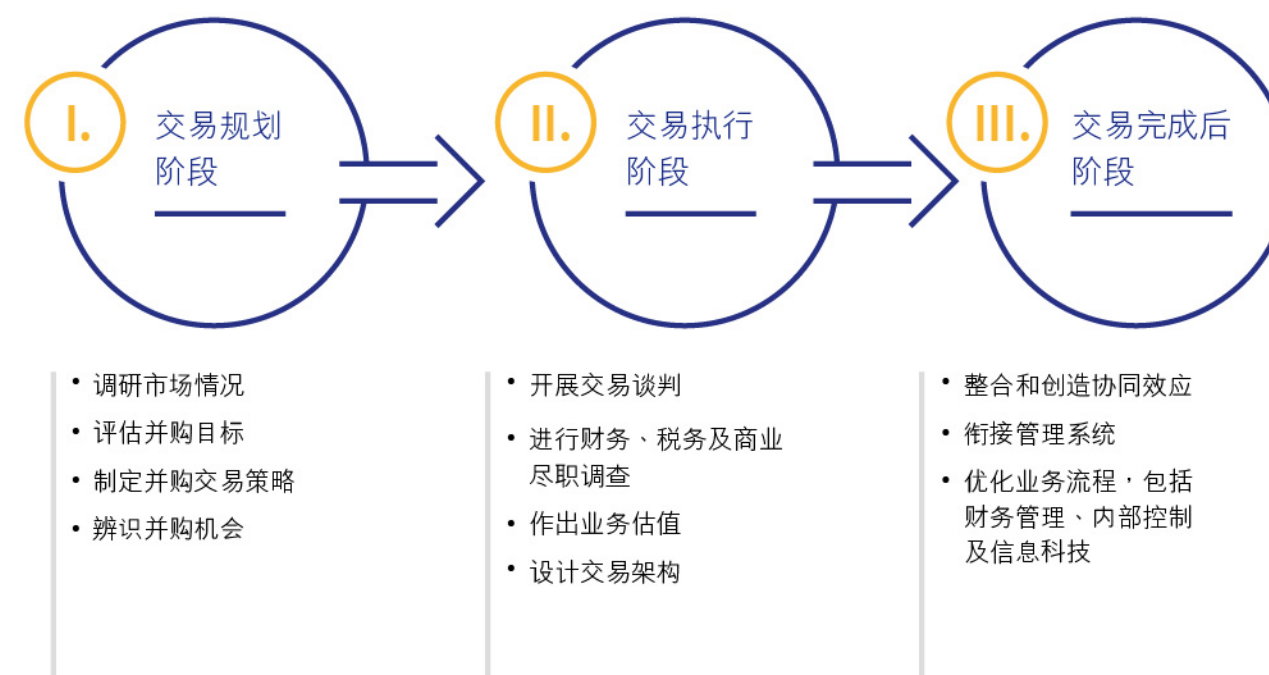 I.
交易规划
阶段
II.
交易执行
阶段
III.
交易完成后
阶段
• 调研市场情况
• 评估并购目标
• 制定并购交易策略
• 辨识并购机会
• 开展交易谈判
• 进行财务、税务及商业
尽职调查
• 作出业务估值
• 设计交易架构
• 整合和创造协同效应
• 衔接管理系统
• 优化业务流程，包括
财务管理、内部控制
及信息科技